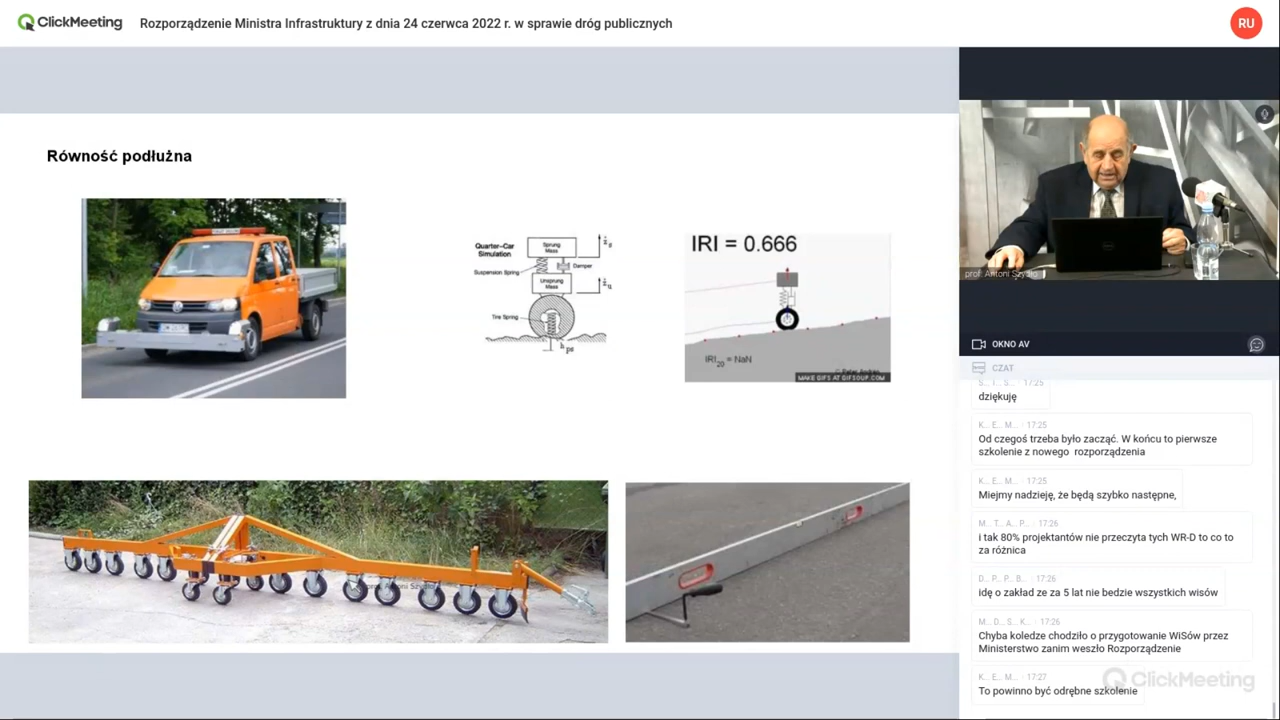 ClickMeeting
Rozporządzenie Ministra Infrastruktury z dnia 24 czerwca 2022 r. w sprawie dróg publicznych
RU
Równość podłużna
Quarter-Car
Simulation
Sprung
Mass
Suspension Spring
Damper
Unsprung
Mass
Tire Spring
h ps
IRI = 0.666
IRI20 = NaN
MAKE GIFS AT GIFSOUP.COM
prof. Antoni Szydło
OKNO AV
CZAT
S... T... S... · 17:25
dziękuję
K... E... M... · 17:25
Od czegoś trzeba było zacząć. W końcu to pierwsze
szkolenie z nowego rozporządzenia
K... E... M... · 17:25
Miejmy nadzieję, że będą szybko następne,
M... T... A... P... · 17:26
i tak 80% projektantów nie przeczyta tych WR-D to co to
za różnica
D... P... P... B... · 17:26
idę o zakład ze za 5 lat nie bedzie wszystkich wisów
M... D... S... K... · 17:26
Chyba koledze chodziło o przygotowanie WiSów przez
Ministerstwo zanim weszło Rozporządzenie
K... E... M... · 17:27
To powinno być odrębne szkolenie
ClickMeeting